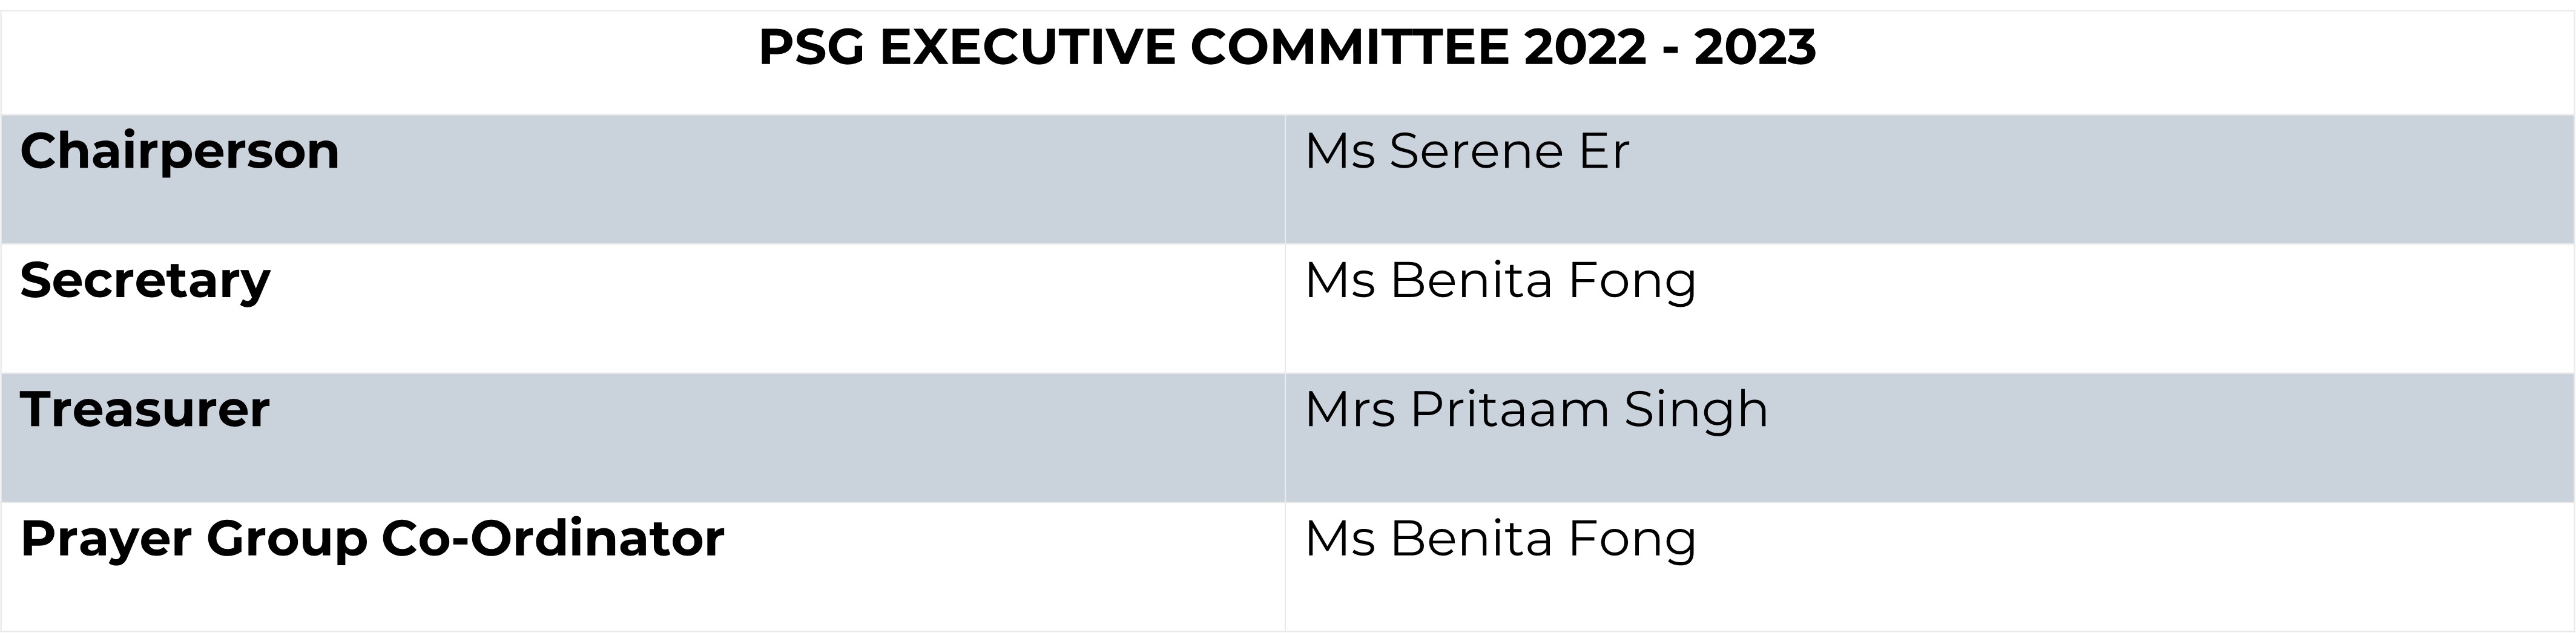 PSG EXECUTIVE COMMITTEE 2022 - 2023
Chairperson Ms Serene Er
Secretary Ms Benita Fong
Treasurer Mrs Pritaam Singh
Prayer Group Co-Ordinator Ms Benita Fong